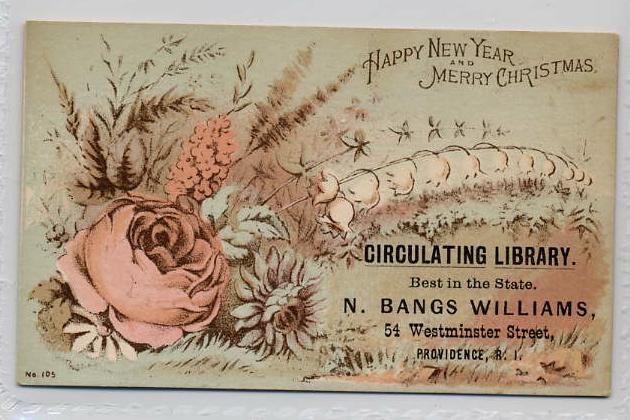 HAPPY NEW YEAR
AND
MERRY CHRISTMAS.
CIRCULATING LIBRARY.
Best in the State.
N. BANGS WILLIAMS,
54 Westminster Street,
PROVIDENCE, R. I.
No. 105